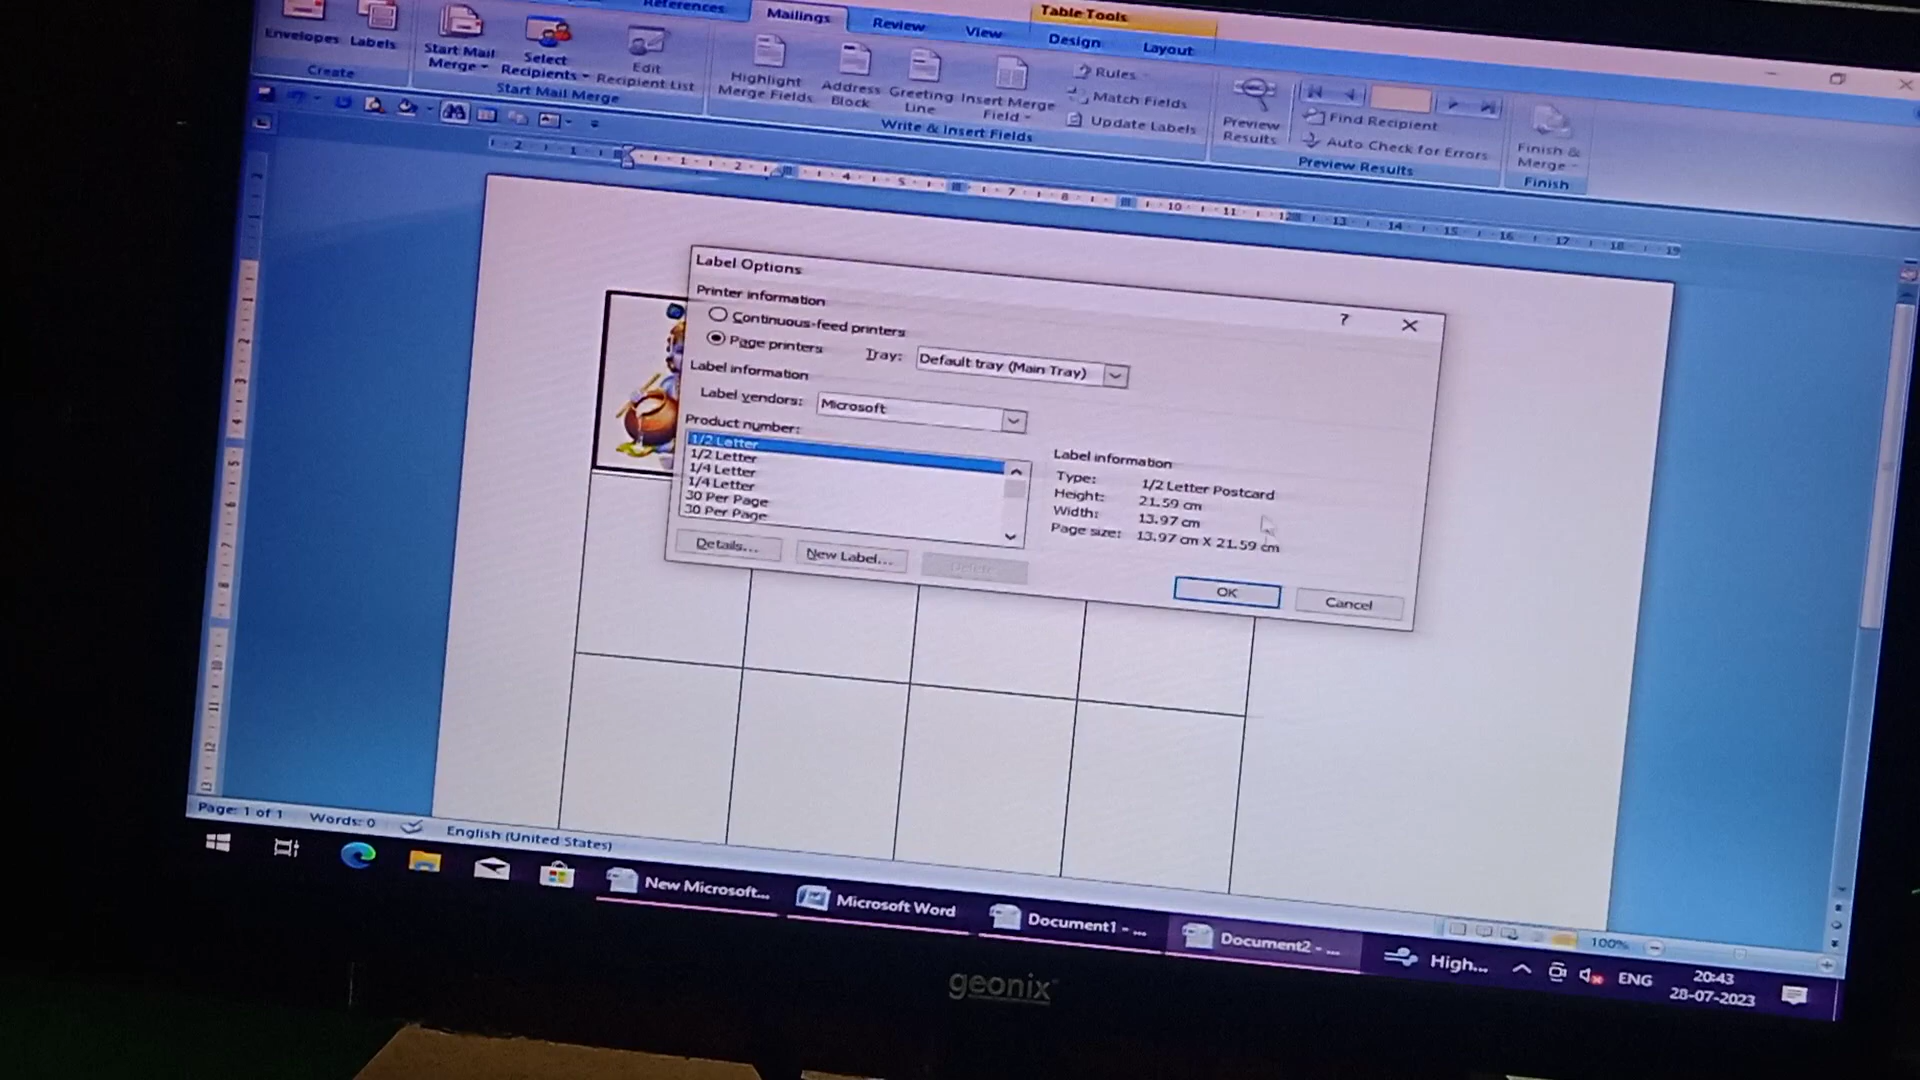 References
Mailings
Review
View
Table Tools
Design
Layout
Envelopes
Labels
Create
Start Mail
Merge
Select
Recipients
Edit
Recipient List
Start Mail Merge
Highlight
Merge Fields
Address
Block
Greeting
Line
Insert Merge
Field
Rules
Match Fields
Update Labels
Write & Insert Fields
Preview
Results
Find Recipient
Auto Check for Errors
Preview Results
Finish &
Merge
Finish
Label Options
?
Printer information
Continuous-feed printers
Page printers
Tray: Default tray (Main Tray)
Label information
Label vendors: Microsoft
Product number:
1/2 Letter
1/2 Letter
1/4 Letter
1/4 Letter
30 Per Page
30 Per Page
Label information
Type: 1/2 Letter Postcard
Height: 21.59 cm
Width: 13.97 cm
Page size: 13.97 cm X 21.59 cm
Details...
New Label...
Delete
OK
Cancel
Page: 1 of 1
Words: 0
English (United States)
100%
New Microsoft...
Microsoft Word
Document1 - ...
Document2 - ...
High...
ENG
20:43
28-07-2023
geonix